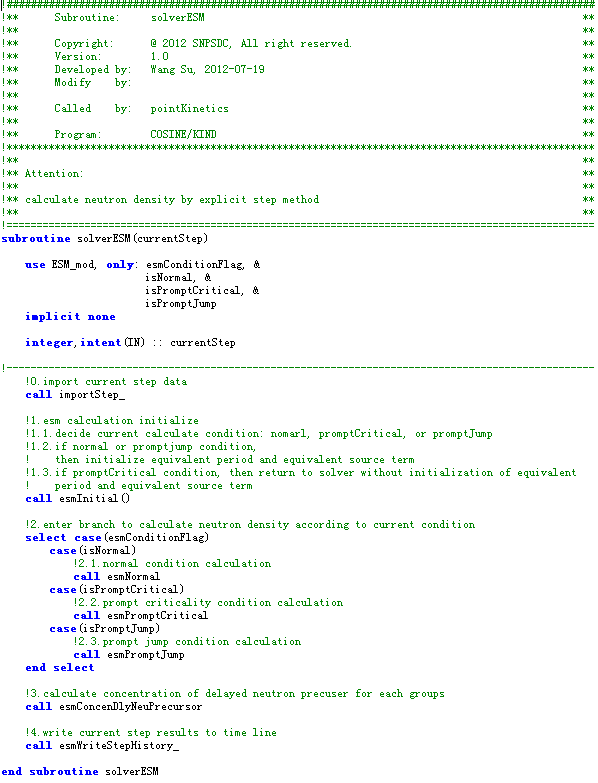 !##################################################################################################
!**      Subroutine:     solverESM                                                               **
!**                                                                                              **
!**      Copyright:      @ 2012 SNPSDC, All right reserved.                                      **
!**      Version:        1.0                                                                     **
!**      Developed by:   Wang Su, 2012-07-19                                                     **
!**      Modify    by:                                                                           **
!**                                                                                              **
!**      Called    by:   pointKinetics                                                           **
!**                                                                                              **
!**      Program:        COSINE/KIND                                                             **
!**************************************************************************************************
!**                                                                                              **
!** Attention:                                                                                   **
!**                                                                                              **
!** calculate neutron density by explicit step method                                            **
!**                                                                                              **
!==================================================================================================
subroutine solverESM(currentStep)
    use ESM_mod, only: esmConditionFlag, &
                        isNormal, &
                        isPromptCritical, &
                        isPromptJump
    implicit none
    integer,intent(IN) :: currentStep
!--------------------------------------------------------------------------------------------------
    !0.import current step data
    call importStep_
    !1.esm calculation initialize
    !1.1.decide current calculate condition: nomarl, promptCritical, or promptJump
    !1.2.if normal or promptjump condition,
    !    then initialize equivalent period and equivalent source term
    !1.3.if promptCritical condition, then return to solver without initialization of equivalent
    !    period and equivalent source term
    call esmInitial()
    !2.enter branch to calculate neutron density according to current condition
    select case(esmConditionFlag)
        case(isNormal)
            !2.1.normal condition calculation
            call esmNormal
        case(isPromptCritical)
            !2.2.prompt criticality condition calculation
            call esmPromptCritical
        case(isPromptJump)
            !2.3.prompt jump condition calculation
            call esmPromptJump
    end select
    !3.calculate concentration of delayed neutron precuser for each groups
    call esmConcenDlyNeuPrecursor
    !4.write current step results to time line
    call esmWriteStepHistory_
end subroutine solverESM